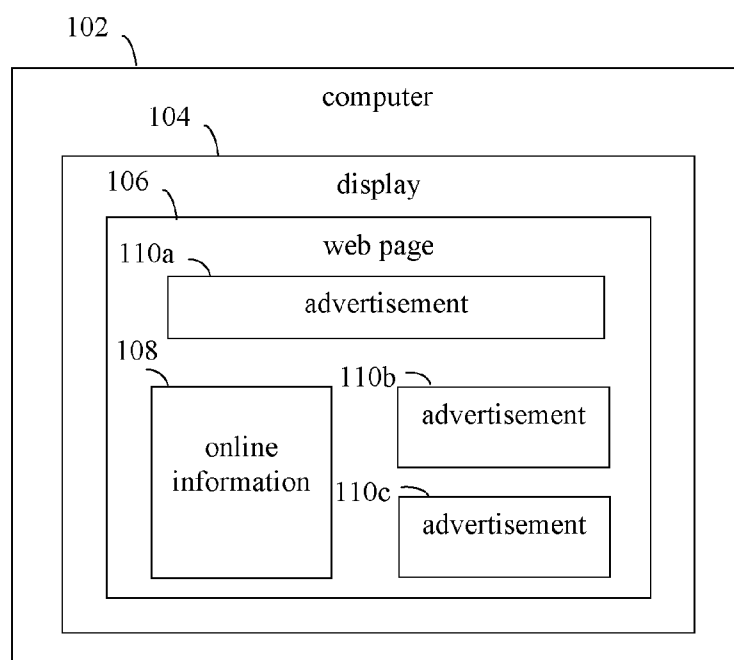 102
computer
104
display
106
web page
110a
advertisement
108
110b
online
information
advertisement
110c
advertisement